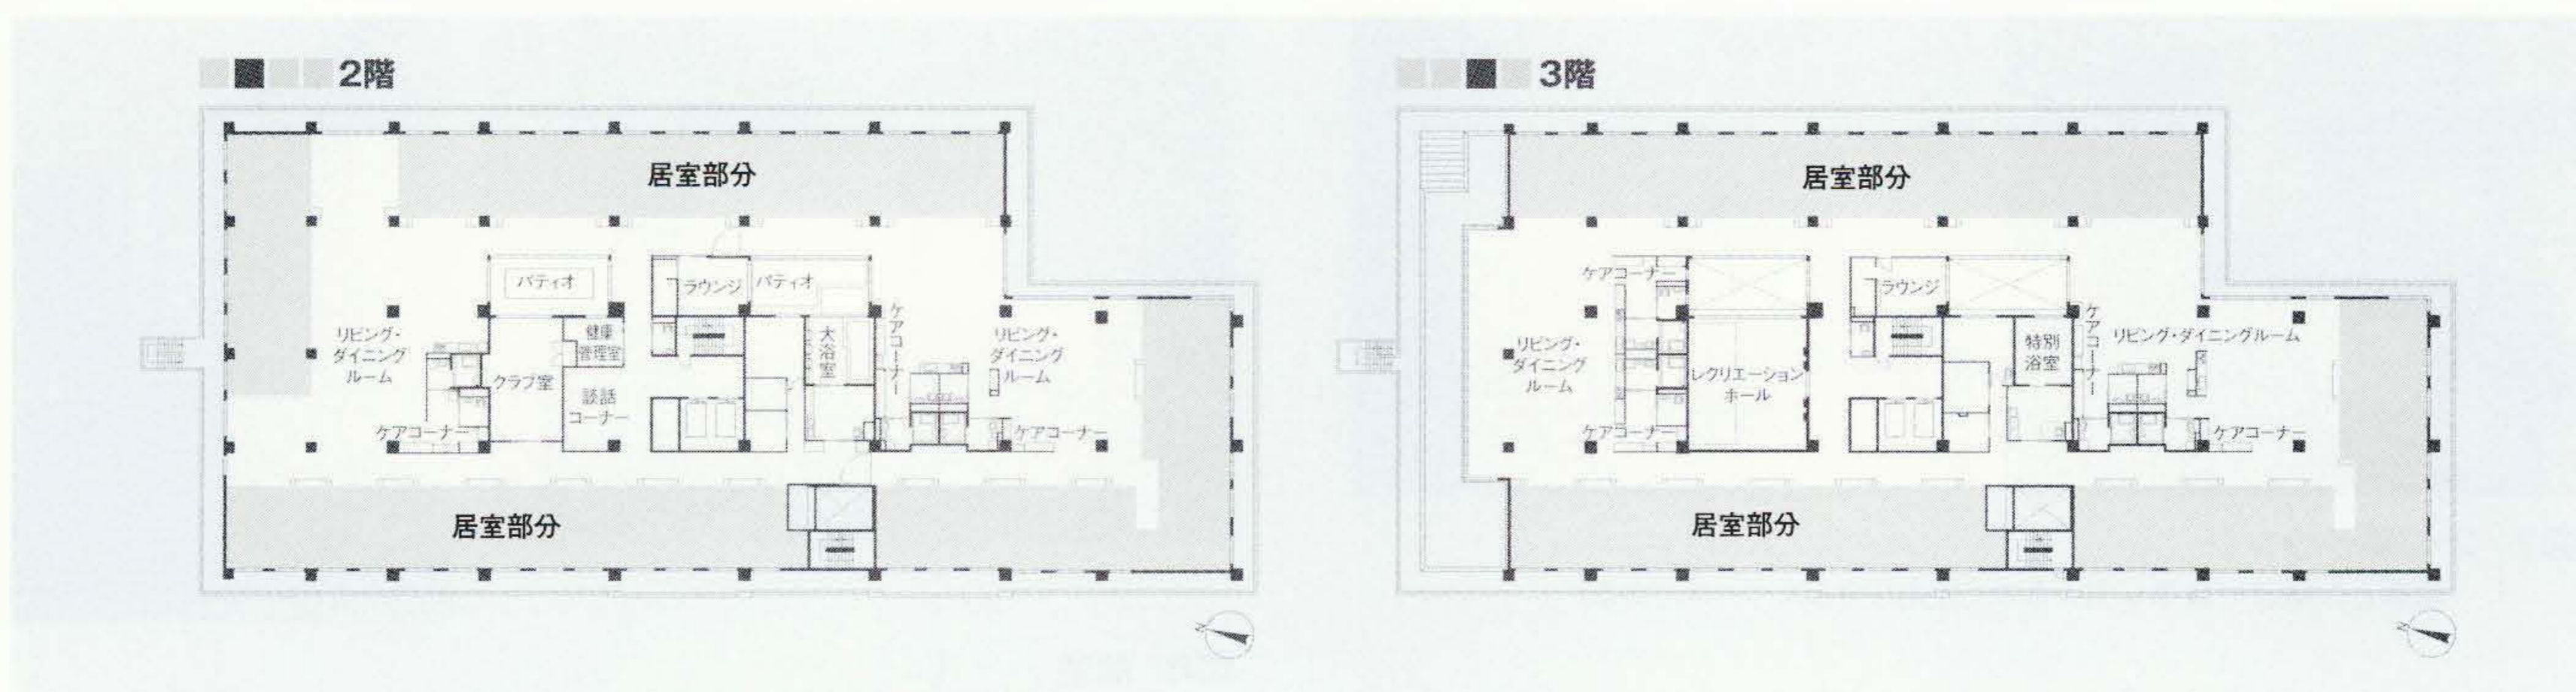 2階
居室部分
パティオ
ラウンジ
パティオ
リビング・
ダイニング
ルーム
健康
管理室
クラブ室
談話
コーナー
ケアコーナー
大浴室
ケアコーナー
リビング・
ダイニング
ルーム
ケアコーナー
居室部分
N
3階
居室部分
ケアコーナー
ラウンジ
リビング・
ダイニング
ルーム
レクリエーション
ホール
ケアコーナー
特別
浴室
ケアコーナー
リビング・ダイニングルーム
ケアコーナー
居室部分
N